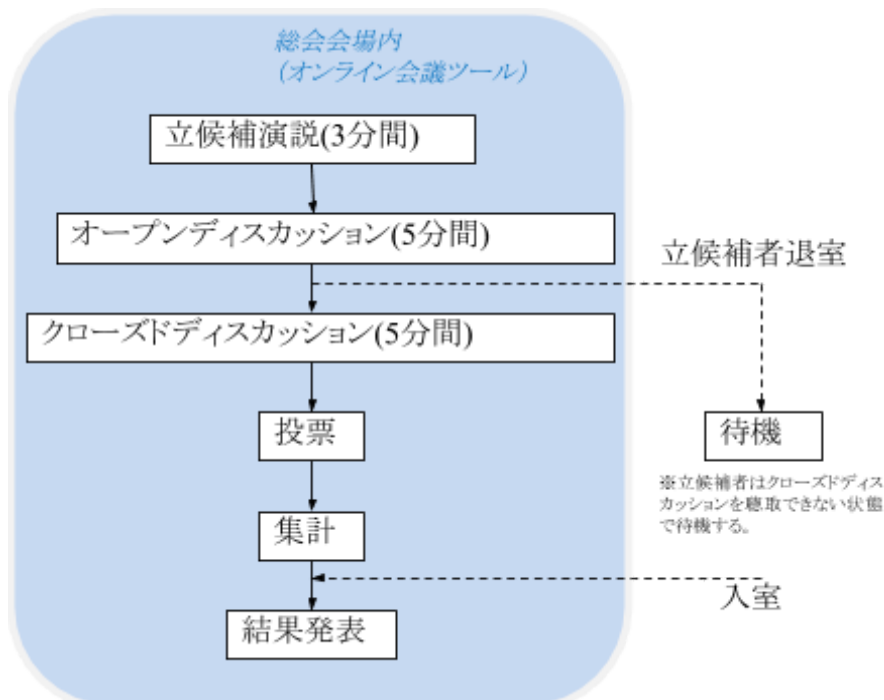 総会会場内
(オンライン会議ツール)
立候補演説(3分間)
オープンディスカッション(5分間)
立候補者退室
クローズドディスカッション(5分間)
投票
待機
※立候補者はクローズドディス
カッションを聴取できない状態
で待機する。
集計
入室
結果発表